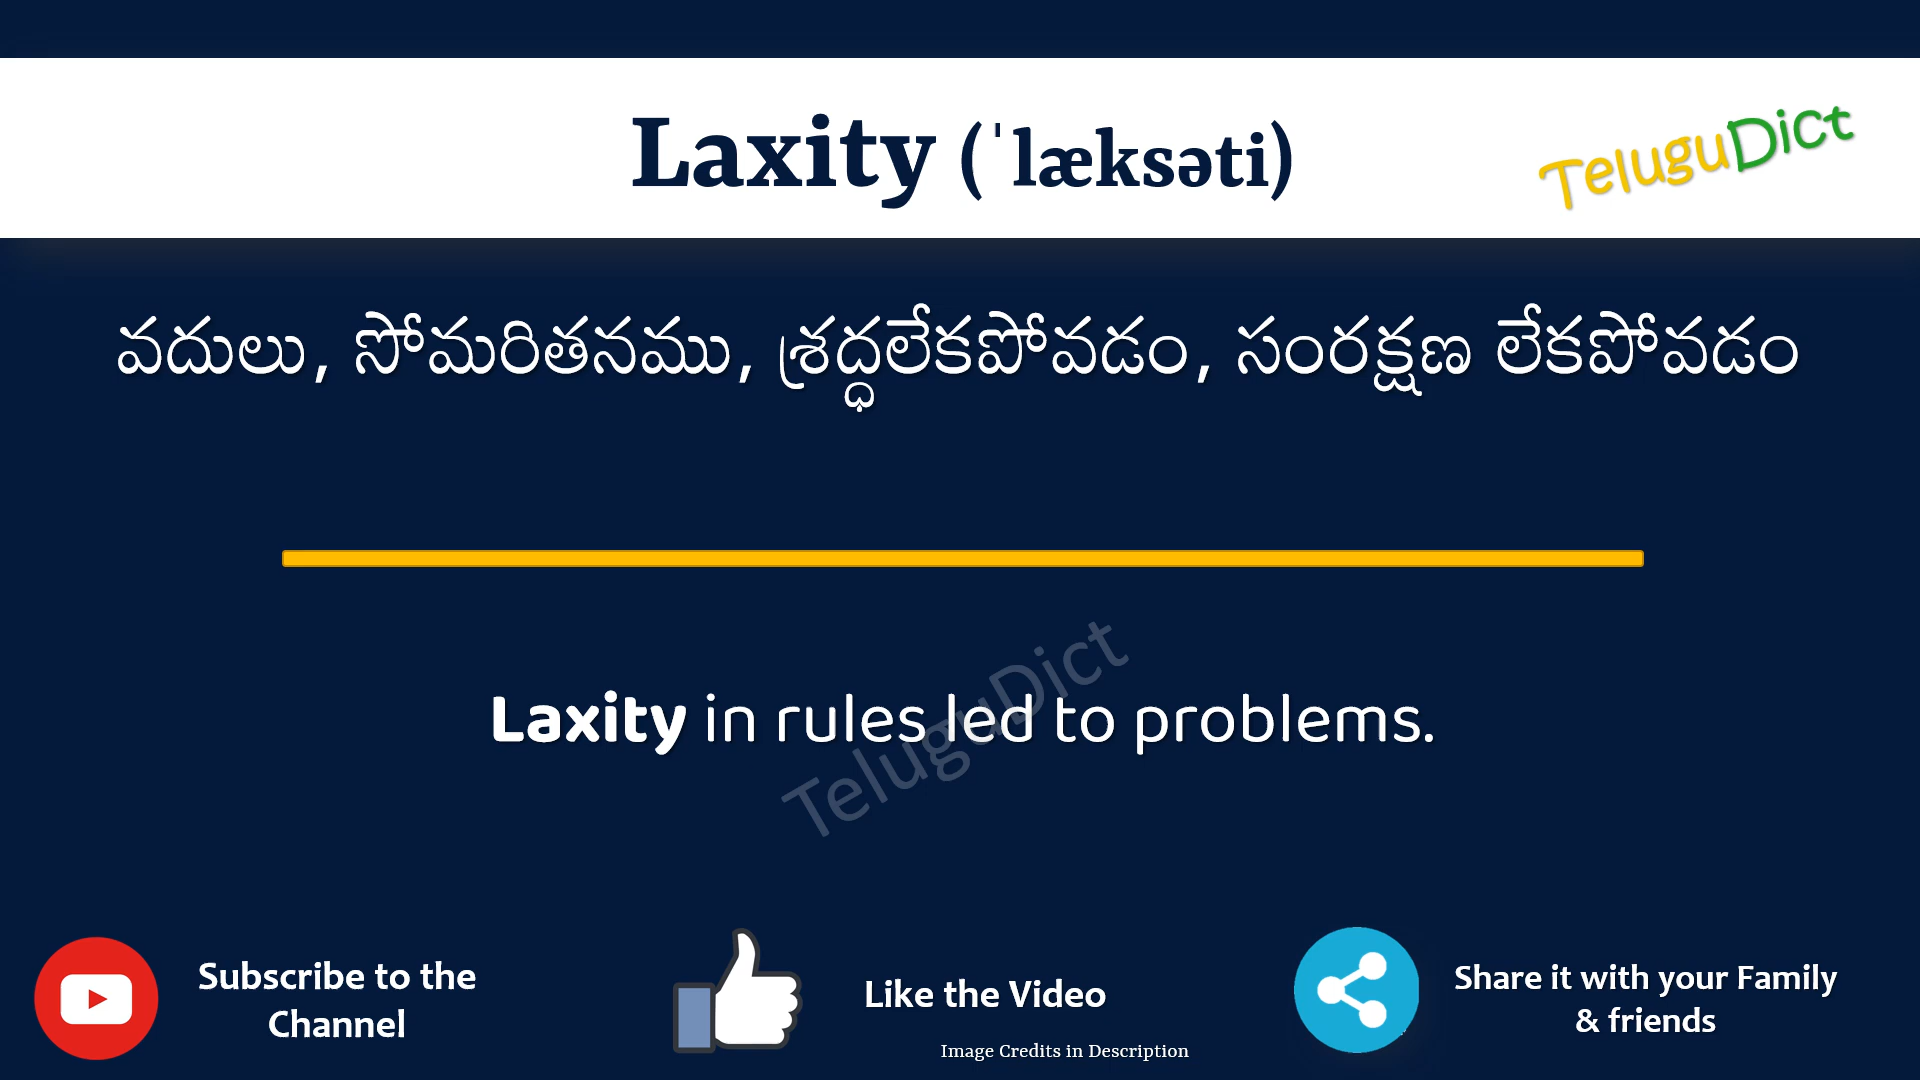 Laxity (ˈlæksəti)
TeluguDict
వదులు, సోమరితనము, శ్రద్ధలేకపోవడం, సంరక్షణ లేకపోవడం
Laxity in rules led to problems.
TeluguDict
Subscribe to the
Channel
Like the Video
Share it with your Family
& friends
Image Credits in Description